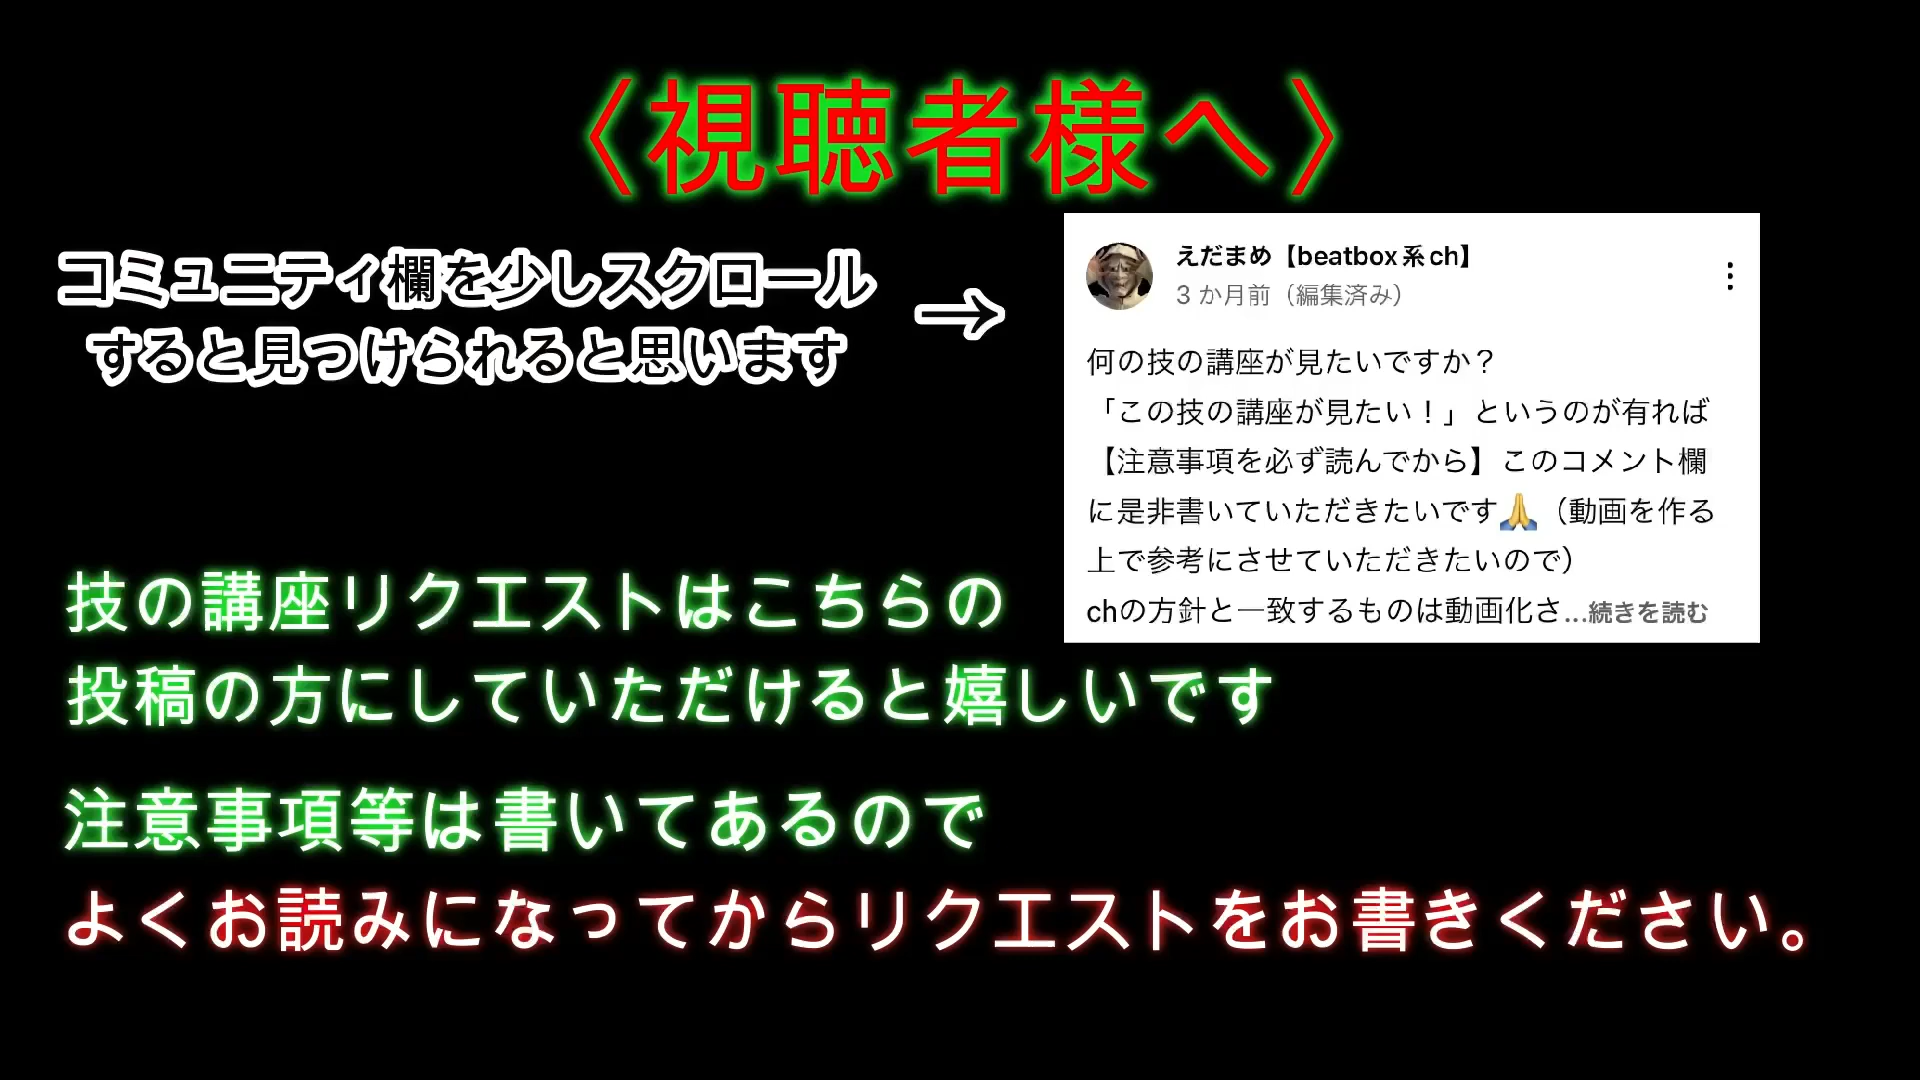 〈視聴者様へ〉
コミュニティ欄を少しスクロール
すると見つけられると思います
→
えだまめ【beatbox系ch】
3 か月前（編集済み）
何の技の講座が見たいですか？
「この技の講座が見たい！」というのが有れば
【注意事項を必ず読んでから】このコメント欄
に是非書いていただきたいです🙏（動画を作る
上で参考にさせていただきたいので）
chの方針と一致するものは動画化さ...続きを読む
技の講座リクエストはこちらの
投稿の方にしていただけると嬉しいです
注意事項等は書いてあるので
よくお読みになってからリクエストをお書きください。